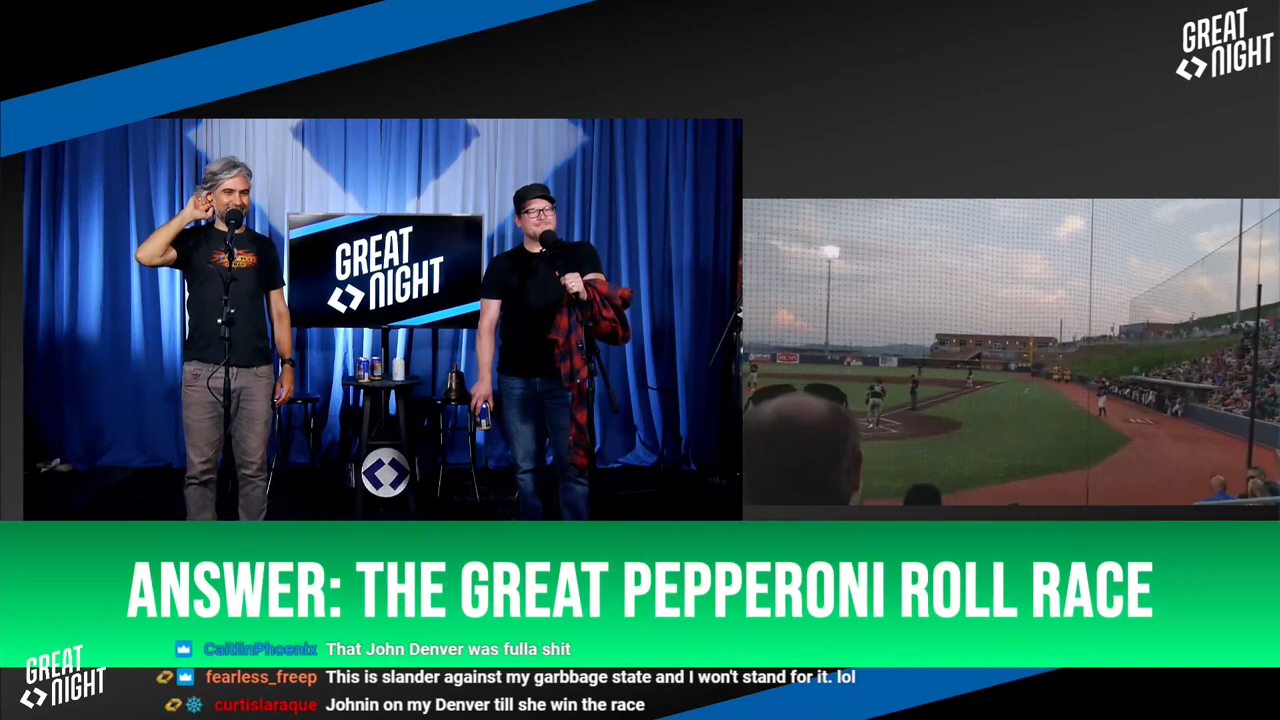 GREAT
NIGHT
GREAT
NIGHT
ANSWER: THE GREAT PEPPERONI ROLL RACE
CaitlinPhoenix That John Denver was fulla shit
fearless_freep This is slander against my garbbage state and I won't stand for it. lol
curtislaraque Johnin on my Denver till she win the race
GREAT
NIGHT